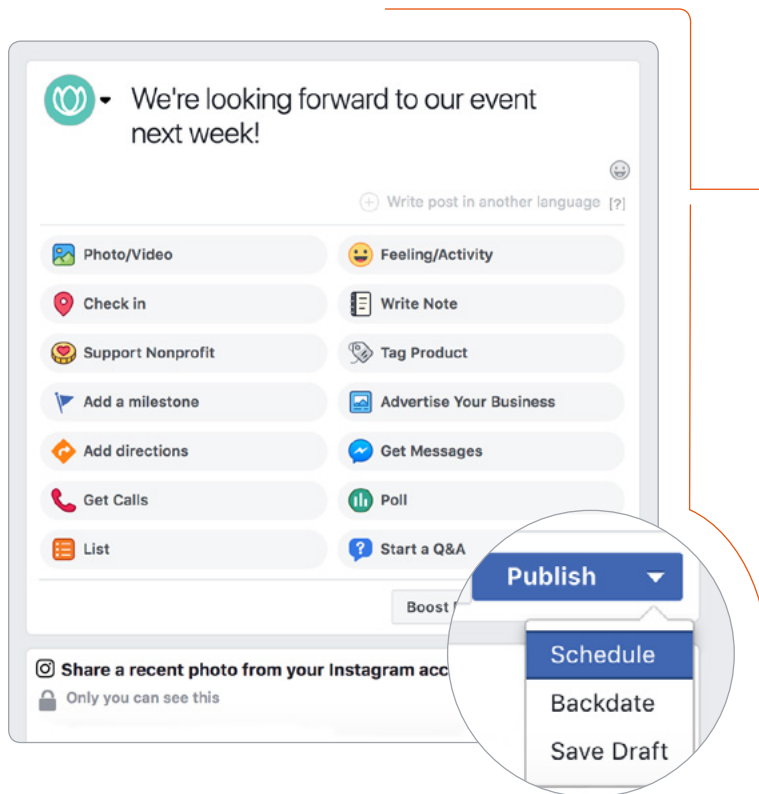 We're looking forward to our event
next week!
Write post in another language [?]
Photo/Video
Feeling/Activity
Check in
Write Note
Support Nonprofit
Tag Product
Add a milestone
Advertise Your Business
Add directions
Get Messages
Get Calls
Poll
List
Start a Q&A
Boost
Publish
Schedule
Backdate
Save Draft
Share a recent photo from your Instagram
Only you can see this